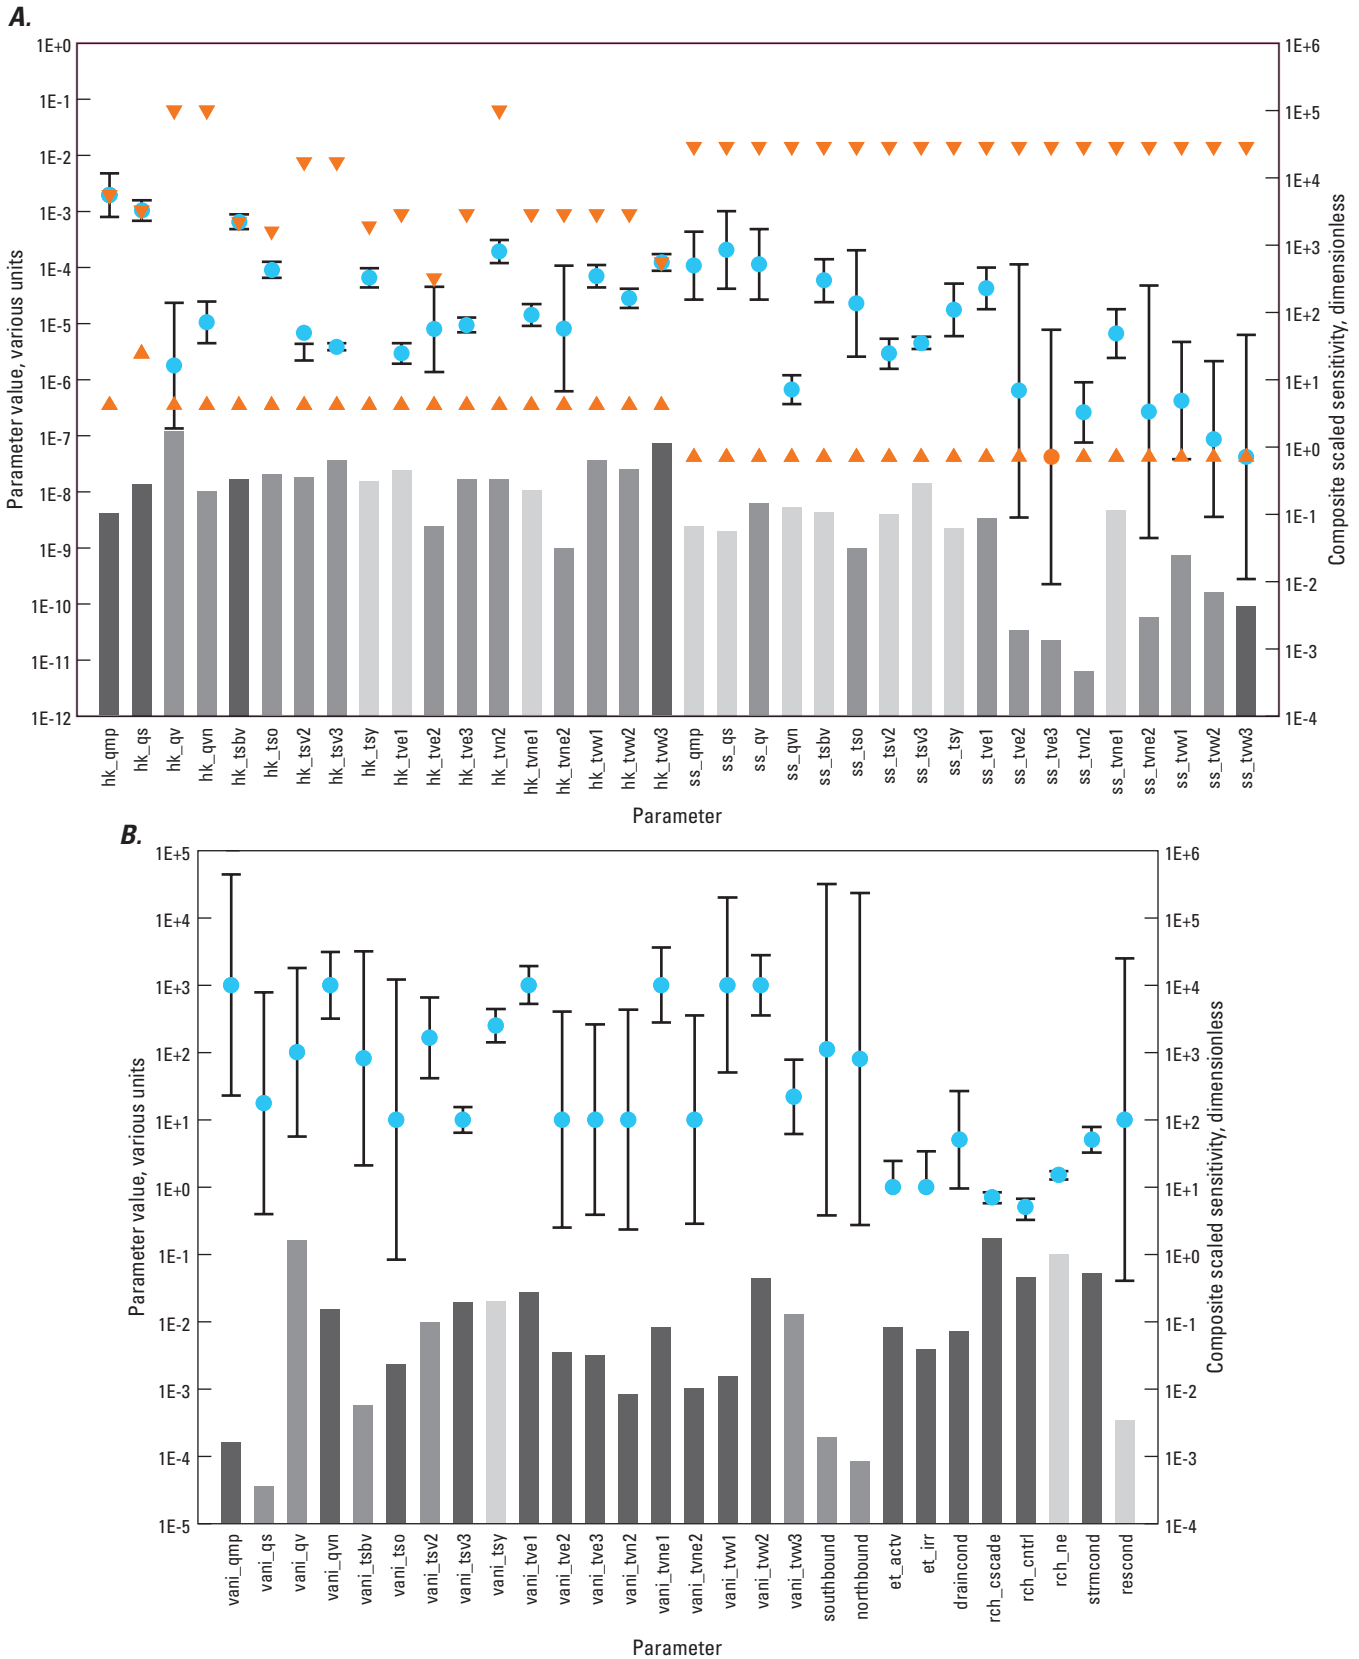 A.
1E+0
1E-1
1E-2
1E-3
1E-4
1E-5
1E-6
1E-7
1E-8
1E-9
1E-10
1E-11
1E-12
Parameter value, various units
1E+6
1E+5
1E+4
1E+3
1E+2
1E+1
1E+0
1E-1
1E-2
1E-3
1E-4
Composite scaled sensitivity, dimensionless
hk_qmp
hk_qs
hk_qv
hk_qvn
hk_tsbv
hk_tso
hk_tsv2
hk_tsv3
hk_tsy
hk_tve1
hk_tve2
hk_tve3
hk_tvn2
hk_tvne1
hk_tvne2
hk_tvw1
hk_tvw2
hk_tvw3
ss_qmp
ss_qs
ss_qv
ss_qvn
ss_tsbv
ss_tso
ss_tsv2
ss_tsv3
ss_tsy
ss_tve1
ss_tve2
ss_tve3
ss_tvn2
ss_tvne1
ss_tvne2
ss_tvw1
ss_tvw2
ss_tvw3
Parameter
B.
1E+5
1E+4
1E+3
1E+2
1E+1
1E+0
1E-1
1E-2
1E-3
1E-4
1E-5
Parameter value, various units
1E+6
1E+5
1E+4
1E+3
1E+2
1E+1
1E+0
1E-1
1E-2
1E-3
1E-4
Composite scaled sensitivity, dimensionless
vani_qmp
vani_qs
vani_qv
vani_qvn
vani_tsbv
vani_tso
vani_tsv2
vani_tsv3
vani_tsy
vani_tve1
vani_tve2
vani_tve3
vani_tvn2
vani_tvne1
vani_tvne2
vani_tvw1
vani_tvw2
vani_tvw3
southbound
northbound
et_actv
et_irr
draincond
rch_cscade
rch_cntrl
rch_ne
strmcond
rescond
Parameter